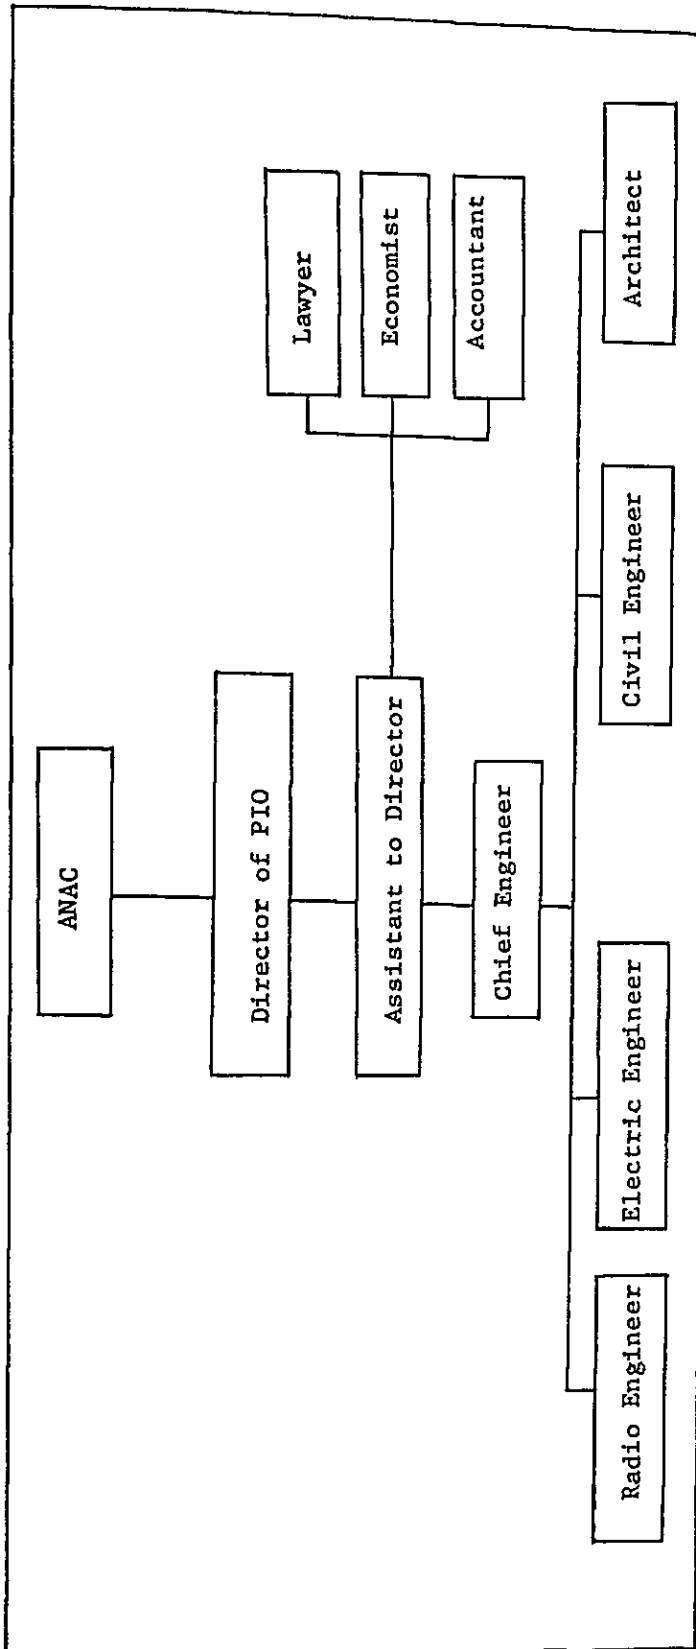 ANAC
Director of PIO
Assistant to Director
Lawyer
Economist
Accountant
Chief Engineer
Radio Engineer
Electric Engineer
Civil Engineer
Architect